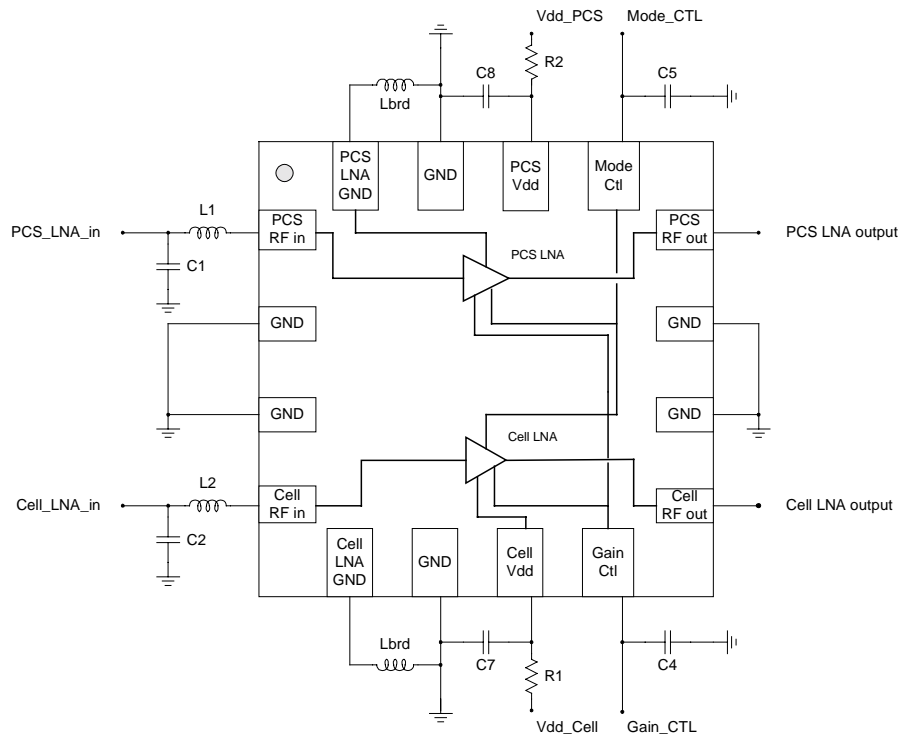 Vdd_PCS
Mode_CTL
R2
C8
C5
Lbrd
PCS
LNA
GND
GND
PCS
Vdd
Mode
Ctl
L1
PCS_LNA_in
C1
PCS
RF in
PCS LNA
PCS
RF out
PCS LNA output
GND
GND
GND
GND
Cell LNA
L2
Cell_LNA_in
C2
Cell
RF in
Cell
RF out
Cell LNA output
Cell
LNA
GND
GND
Cell
Vdd
Gain
Ctl
Lbrd
C7
C4
R1
Vdd_Cell
Gain_CTL